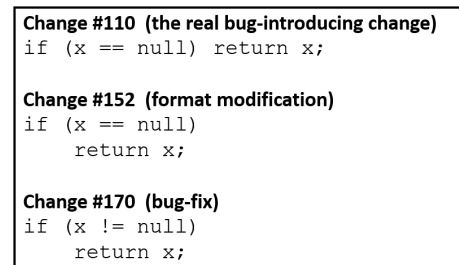 Change #110 (the real bug-introducing change)
if (x == null) return x;
Change #152 (format modification)
if (x == null)
return x;
Change #170 (bug-fix)
if (x != null)
return x;